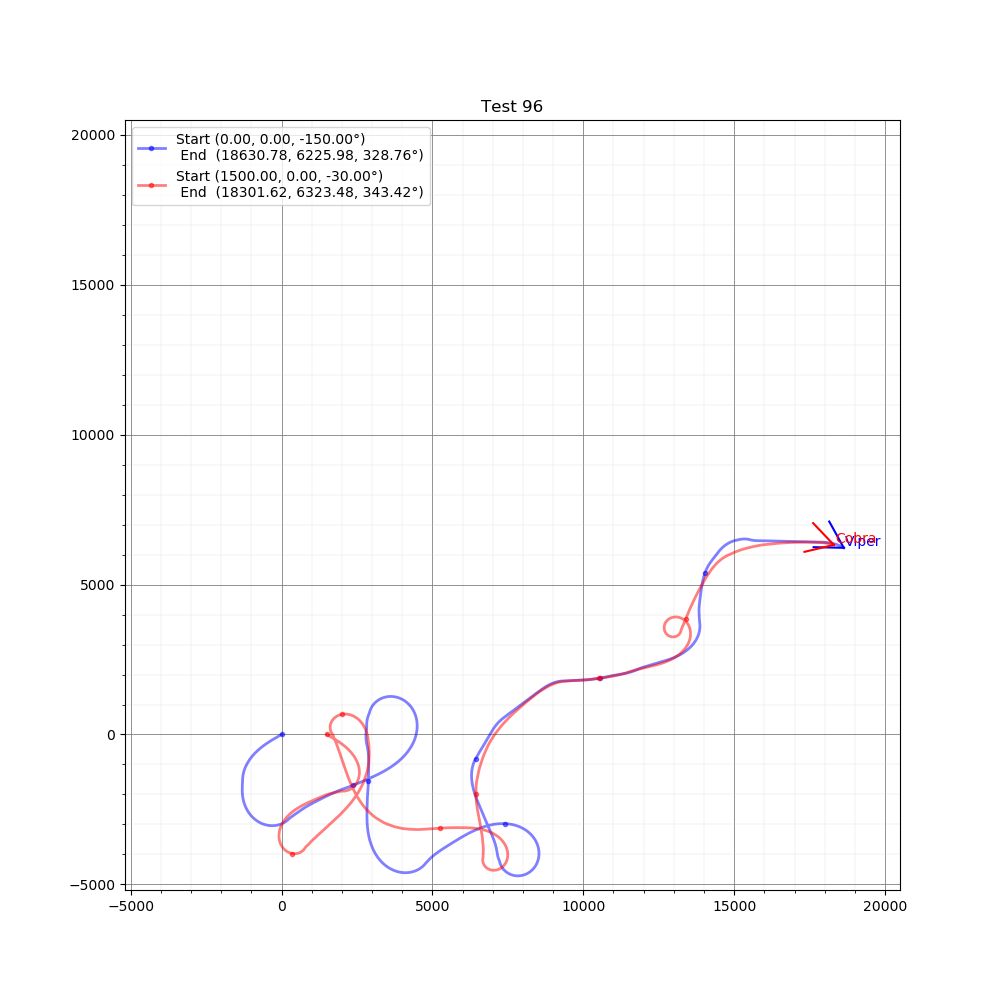 Test 96
20000
15000
10000
5000
0
−5000
Start (0.00, 0.00, -150.00°)
End (18630.78, 6225.98, 328.76°)
Start (1500.00, 0.00, -30.00°)
End (18301.62, 6323.48, 343.42°)
Cobra
Viper
−5000 0 5000 10000 15000 20000